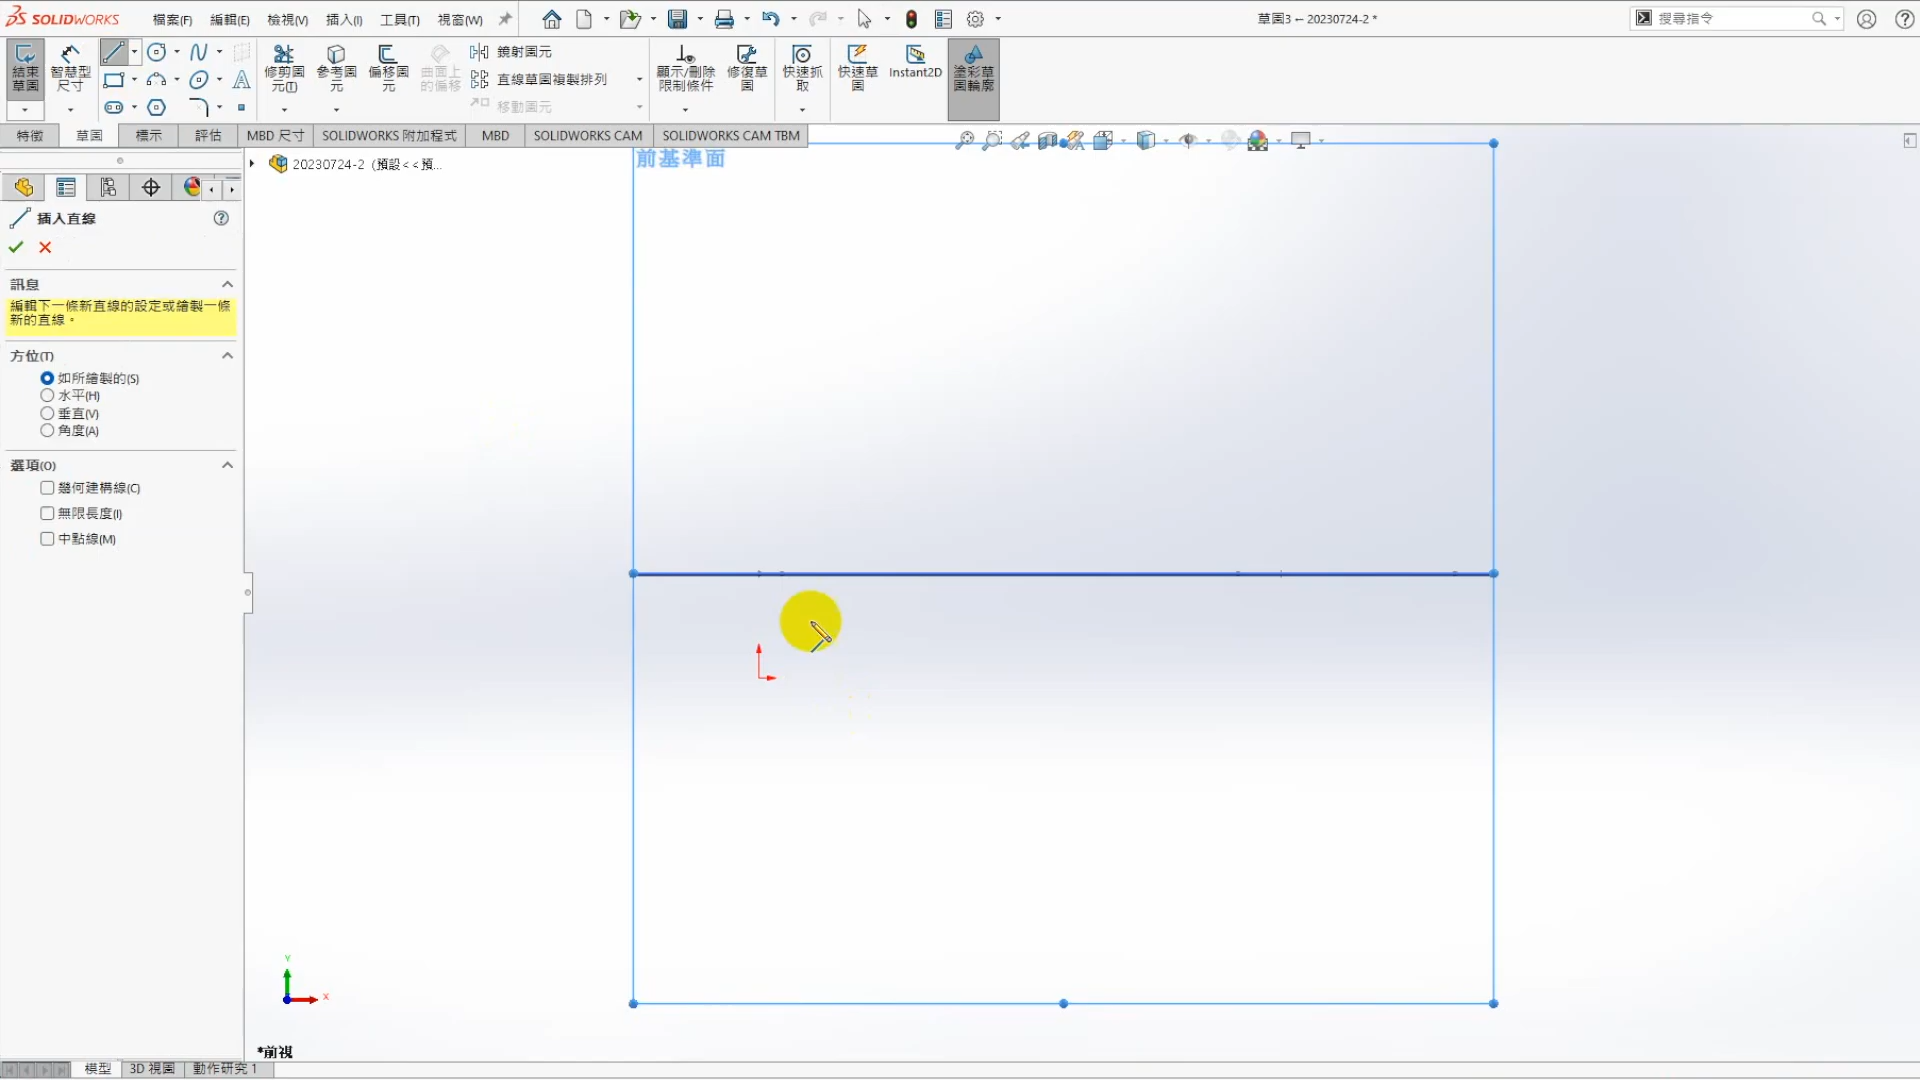 SOLIDWORKS
檔案(F)
編輯(E)
檢視(V)
插入(I)
工具(T)
視窗(W)
草圖3 – 20230724-2 *
搜尋指令
結束草圖
智慧型尺寸
修剪圖元(T)
參考圖元
偏移圖元
曲面上的偏移
鏡射圖元
直線草圖複製排列
移動圖元
顯示/刪除限制條件
修復草圖
快速抓取
快速草圖
Instant2D
塗彩草圖輪廓
特徵
草圖
標示
評估
MBD 尺寸
SOLIDWORKS 附加程式
MBD
SOLIDWORKS CAM
SOLIDWORKS CAM TBM
20230724-2 (預設<<預...
前基準面
插入直線
訊息
編輯下一條新直線的設定或繪製一條
新的直線。
方位(T)
如所繪製的(S)
水平(H)
垂直(V)
角度(A)
選項(O)
幾何建構線(C)
無限長度(I)
中點線(M)
Y
X
*前視
模型
3D 視圖
動作研究 1